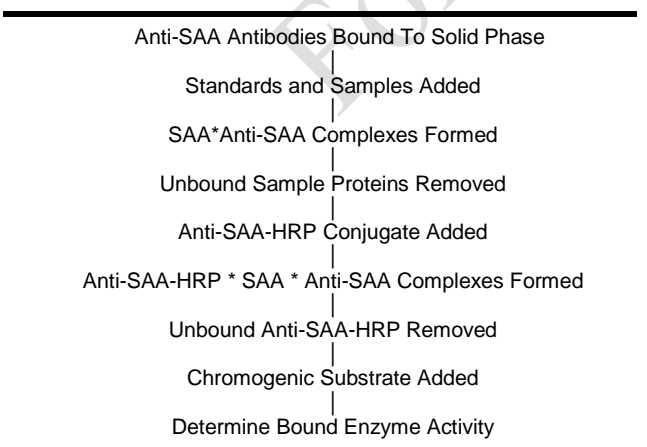 Anti-SAA Antibodies Bound To Solid Phase
Standards and Samples Added
SAA*Anti-SAA Complexes Formed
Unbound Sample Proteins Removed
Anti-SAA-HRP Conjugate Added
Anti-SAA-HRP * SAA * Anti-SAA Complexes Formed
Unbound Anti-SAA-HRP Removed
Chromogenic Substrate Added
Determine Bound Enzyme Activity